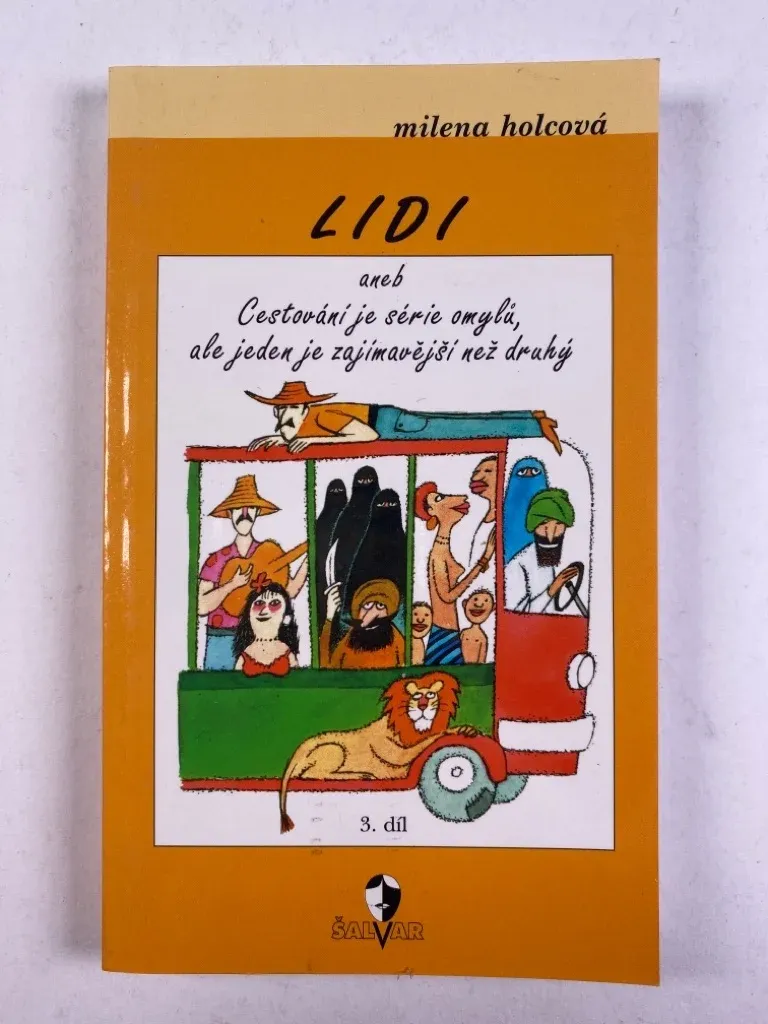 milena holcová
LIDI
aneb
Cestování je série omylů,
ale jeden je zajímavější než druhý
3. díl
ŠALVAR